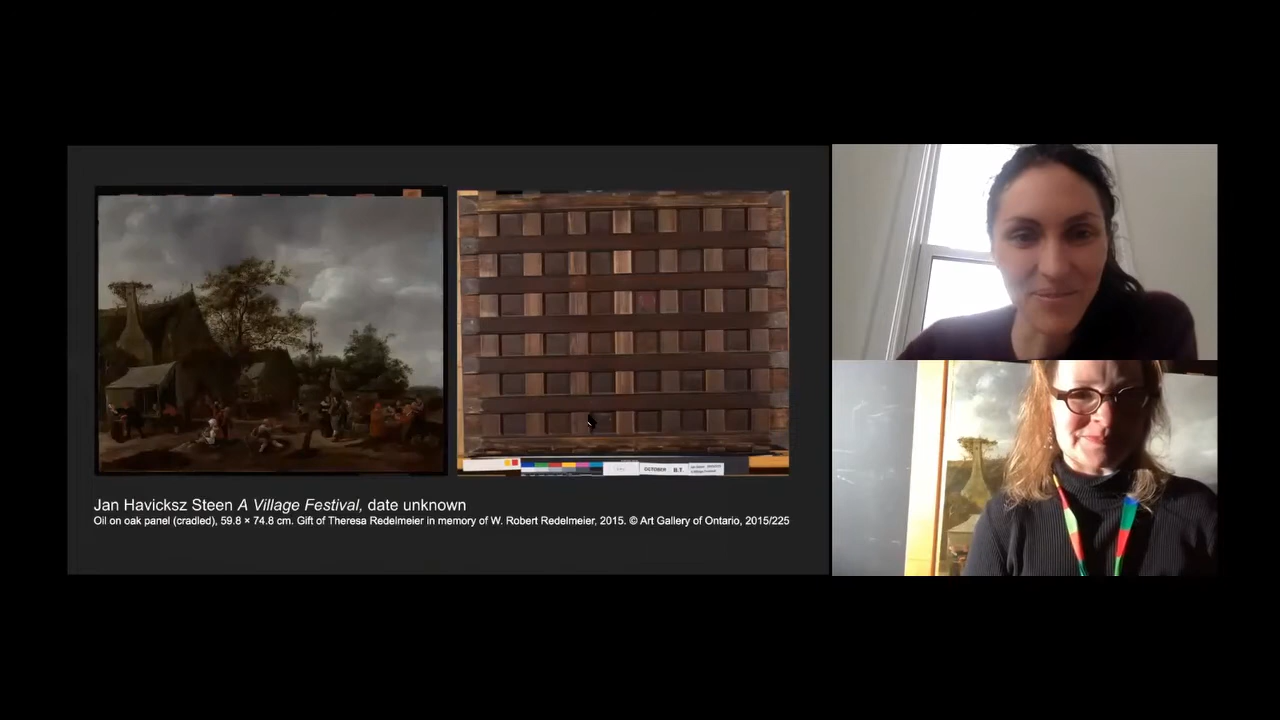 OCTOBER
B.T.
Jan Havicksz Steen A Village Festival, date unknown
Oil on oak panel (cradled), 59.8 × 74.8 cm. Gift of Theresa Redelmeier in memory of W. Robert Redelmeier, 2015. © Art Gallery of Ontario, 2015/225